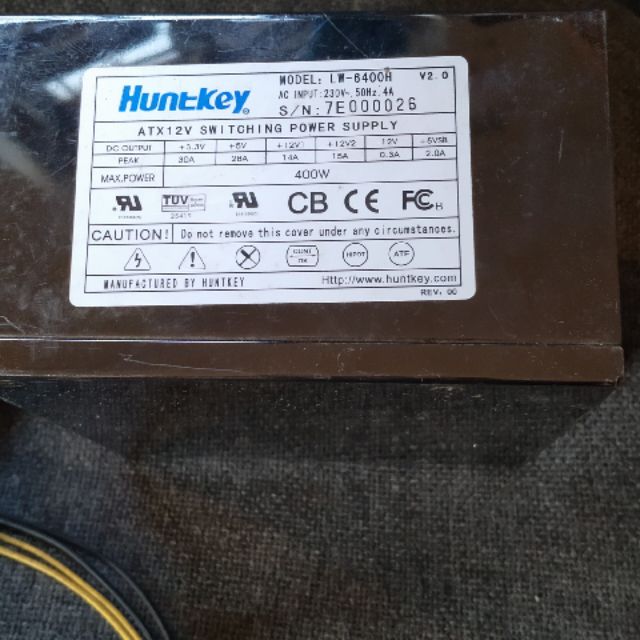 Huntkey
MODEL: LW-6400H V2.0
AC INPUT:230V~,50Hz,4A
S/N:7E000026
ATX12V SWITCHING POWER SUPPLY
DC OUTPUT +3.3V +5V +12V1 +12V2 -12V +5VSB
PEAK 30A 28A 14A 15A 0.3A 2.0A
MAX.POWER 400W
TUV CB CE FC
CAUTION! Do not remove this cover under any circumstances.
HIPOT ATE
MANUFACTURED BY HUNTKEY Http://www.huntkey.com
REV. 00